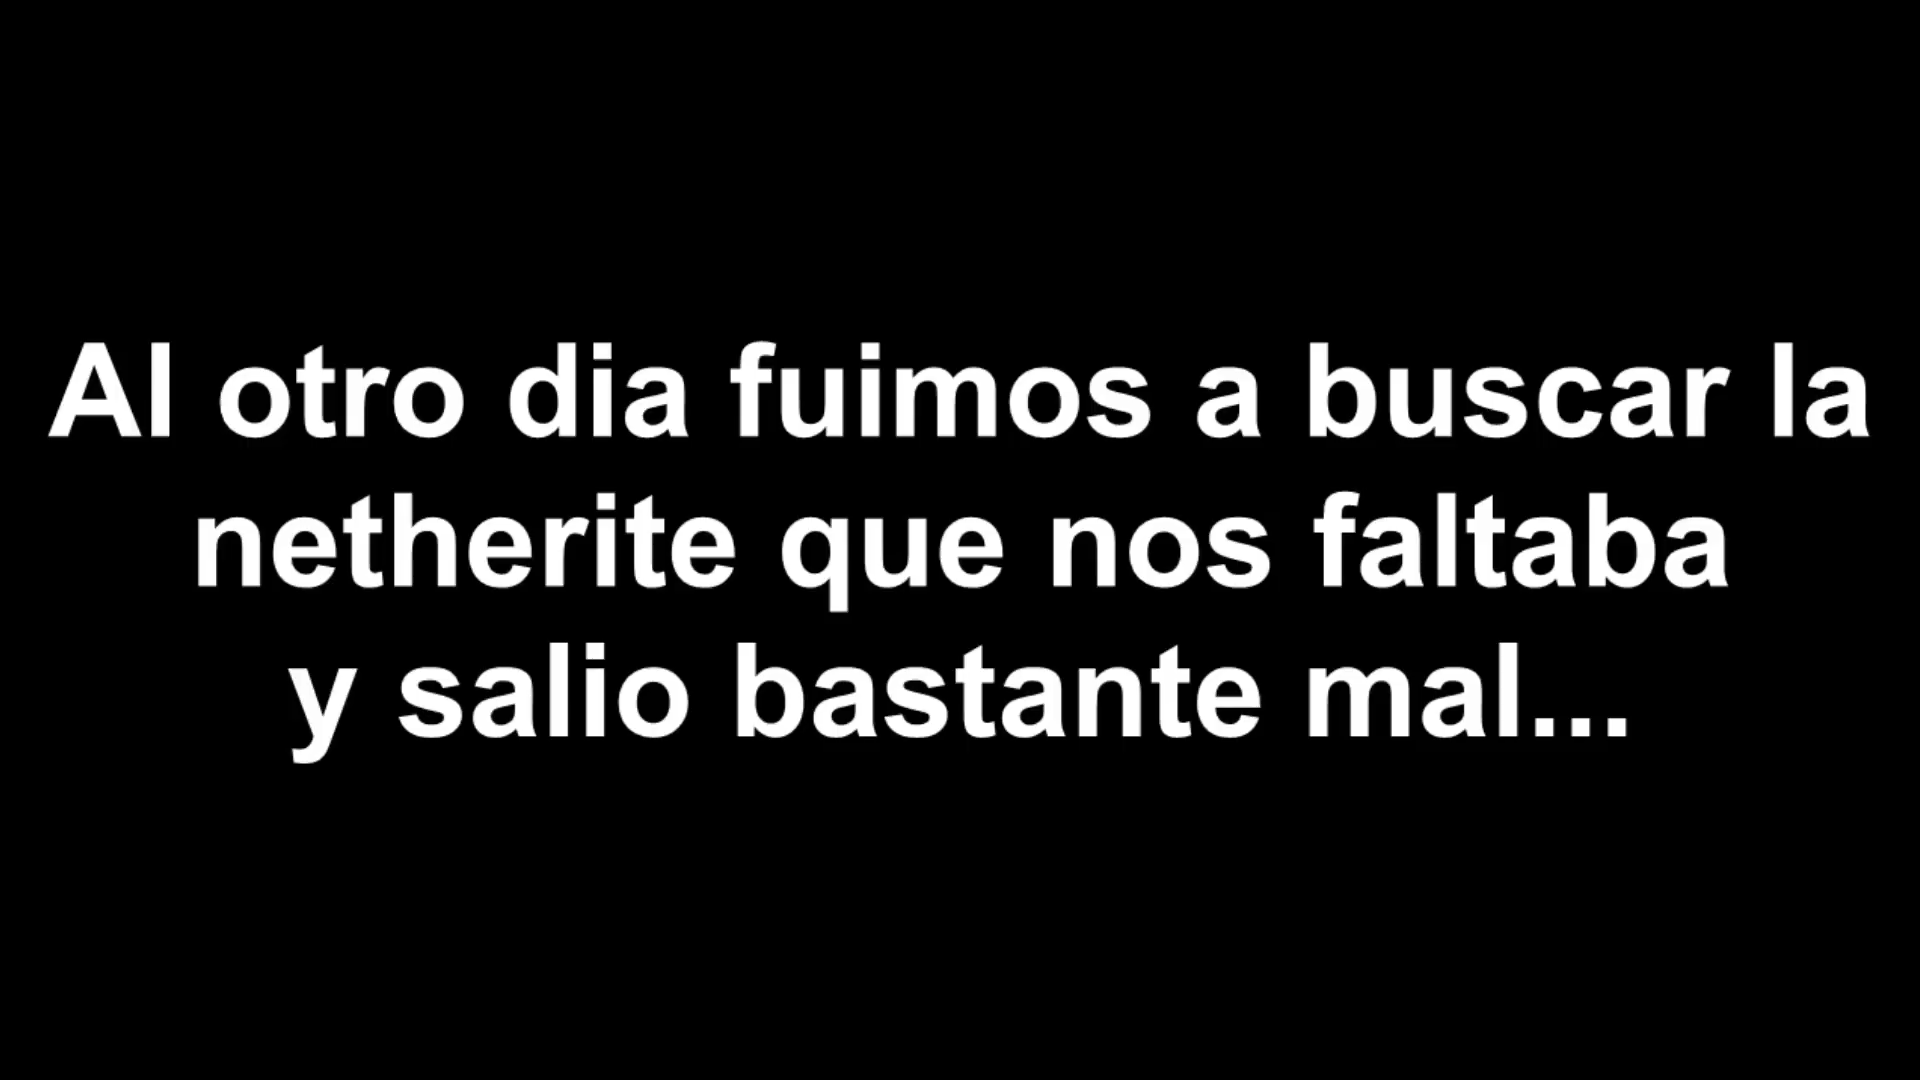 Al otro dia fuimos a buscar la
netherite que nos faltaba
y salio bastante mal...